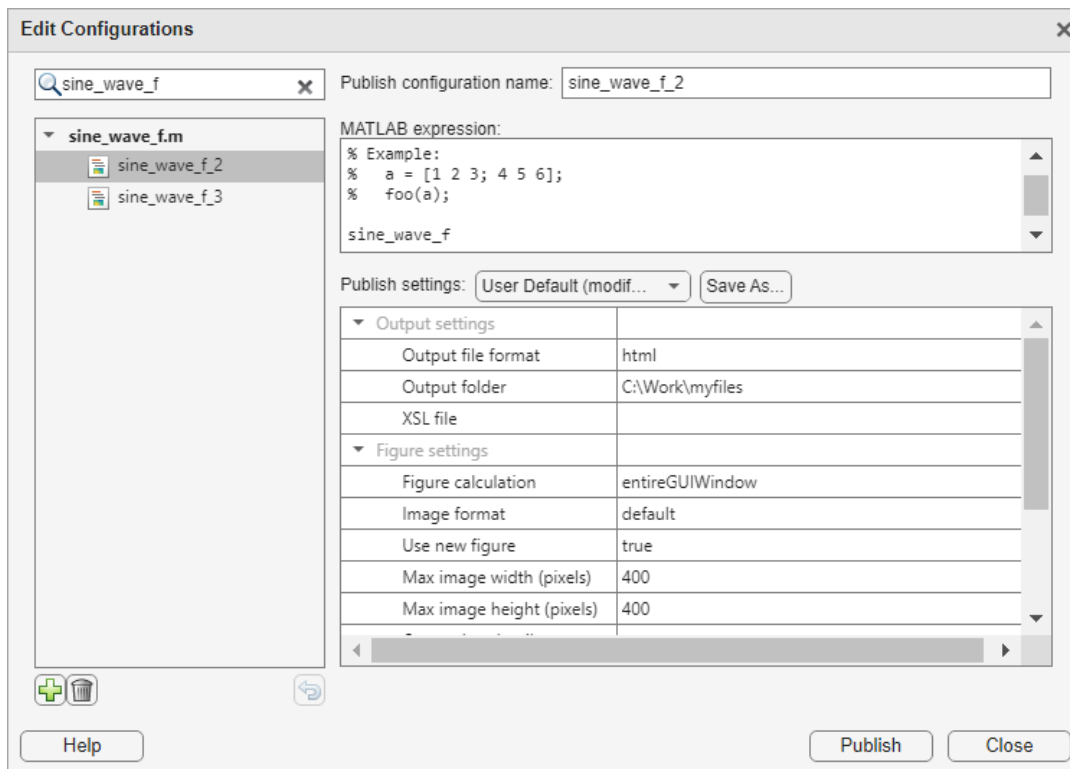 Edit Configurations
sine_wave_f
sine_wave_f.m
sine_wave_f_2
sine_wave_f_3
Publish configuration name: sine_wave_f_2
MATLAB expression:
% Example:
%   a = [1 2 3; 4 5 6];
%   foo(a);
sine_wave_f
Publish settings: User Default (modif... Save As...
Output settings
Output file format html
Output folder C:\Work\myfiles
XSL file
Figure settings
Figure calculation entireGUIWindow
Image format default
Use new figure true
Max image width (pixels) 400
Max image height (pixels) 400
Help Publish Close